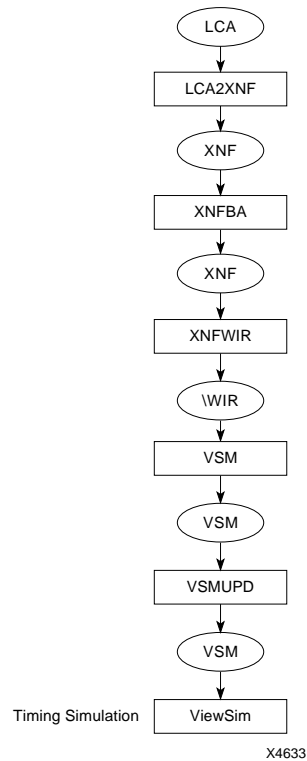 LCA
LCA2XNF
XNF
XNFBA
XNF
XNFWIR
\WIR
VSM
VSM
VSMUPD
VSM
Timing Simulation ViewSim
X4633